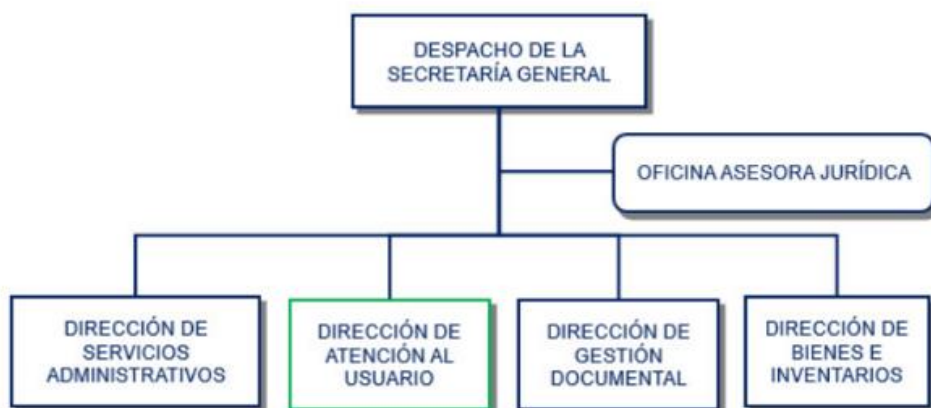 DESPACHO DE LA
SECRETARÍA GENERAL
OFICINA ASESORA JURÍDICA
DIRECCIÓN DE
SERVICIOS
ADMINISTRATIVOS
DIRECCIÓN DE
ATENCIÓN AL
USUARIO
DIRECCIÓN DE
GESTIÓN
DOCUMENTAL
DIRECCIÓN DE
BIENES E
INVENTARIOS